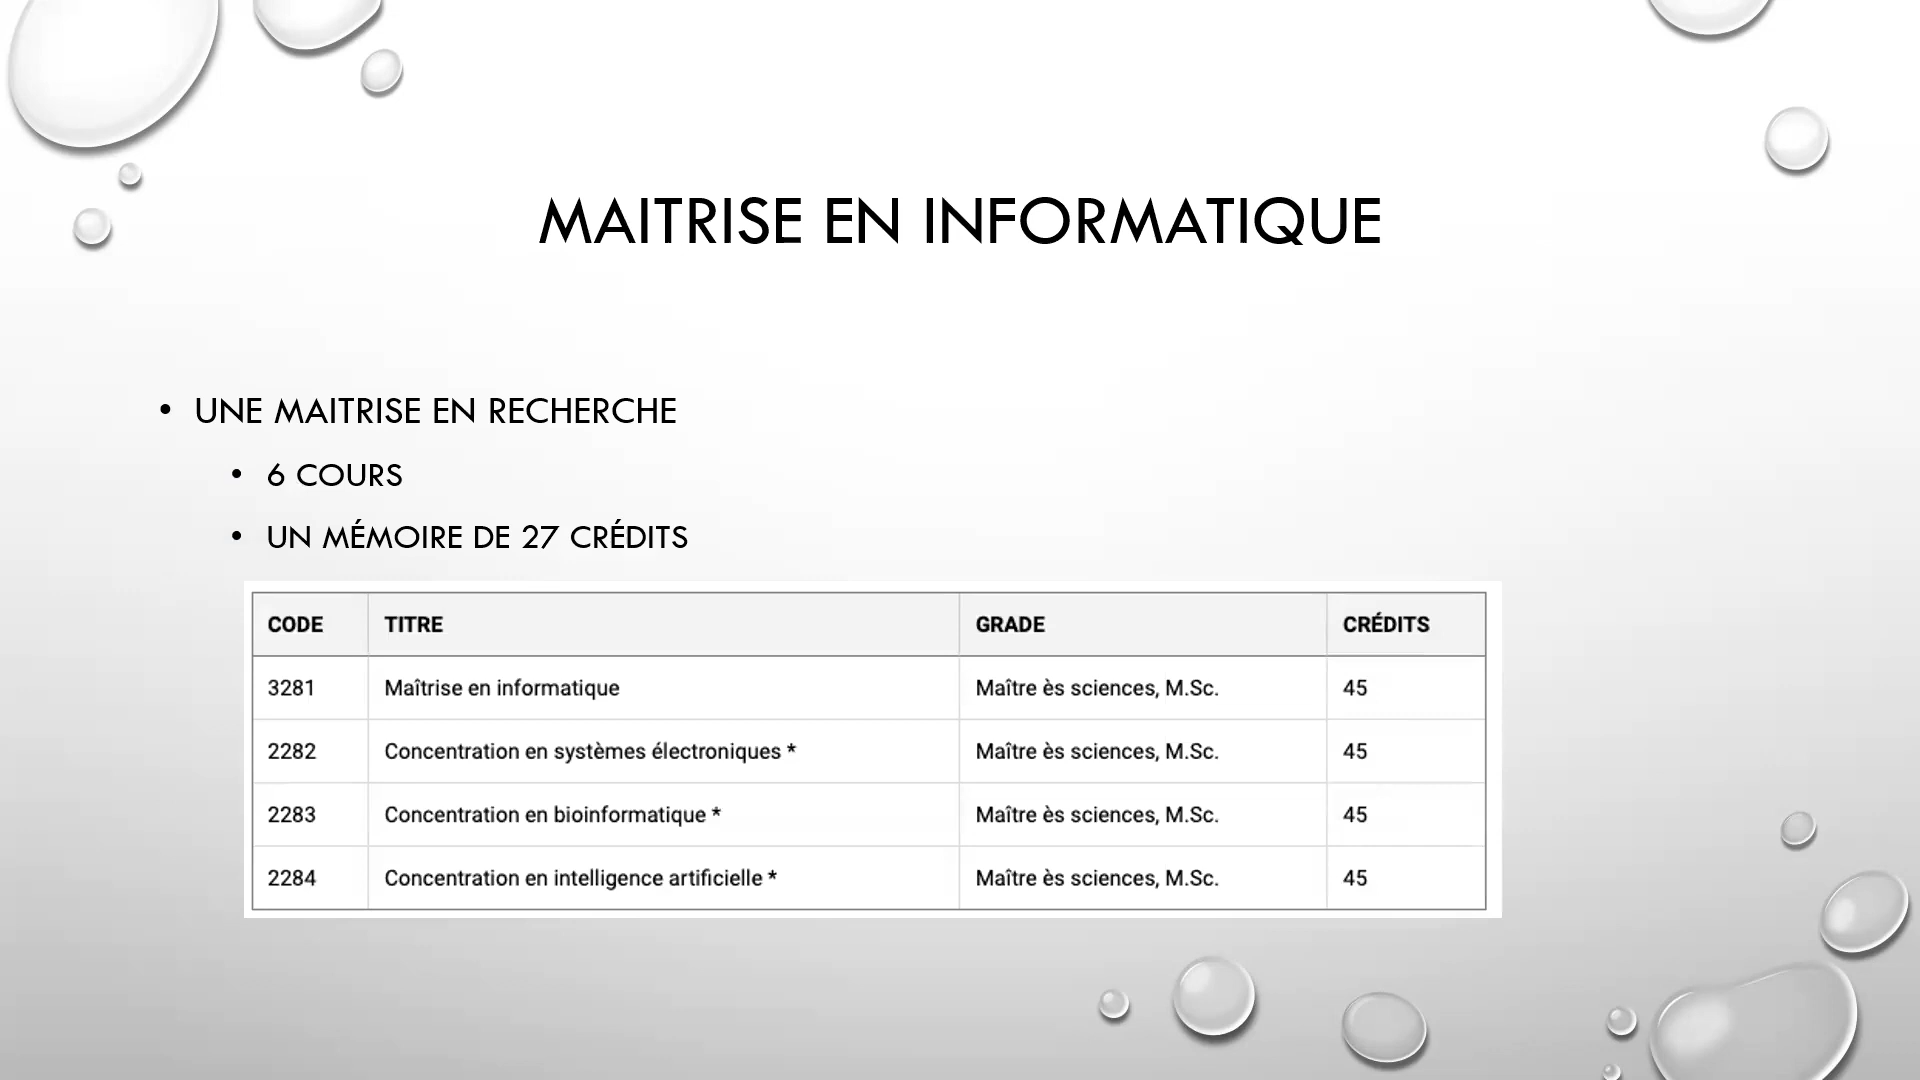 MAITRISE EN INFORMATIQUE
• UNE MAITRISE EN RECHERCHE
• 6 COURS
• UN MÉMOIRE DE 27 CRÉDITS
CODE TITRE GRADE CRÉDITS
3281 Maîtrise en informatique Maître ès sciences, M.Sc. 45
2282 Concentration en systèmes électroniques * Maître ès sciences, M.Sc. 45
2283 Concentration en bioinformatique * Maître ès sciences, M.Sc. 45
2284 Concentration en intelligence artificielle * Maître ès sciences, M.Sc. 45